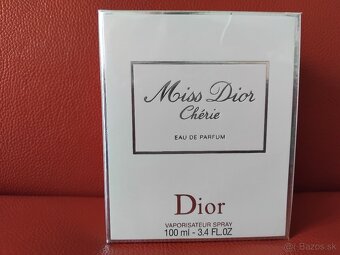 Miss Dior
Chérie
EAU DE PARFUM
Dior
VAPORISATEUR SPRAY
100 ml - 3.4 FL.OZ
Bazos.sk